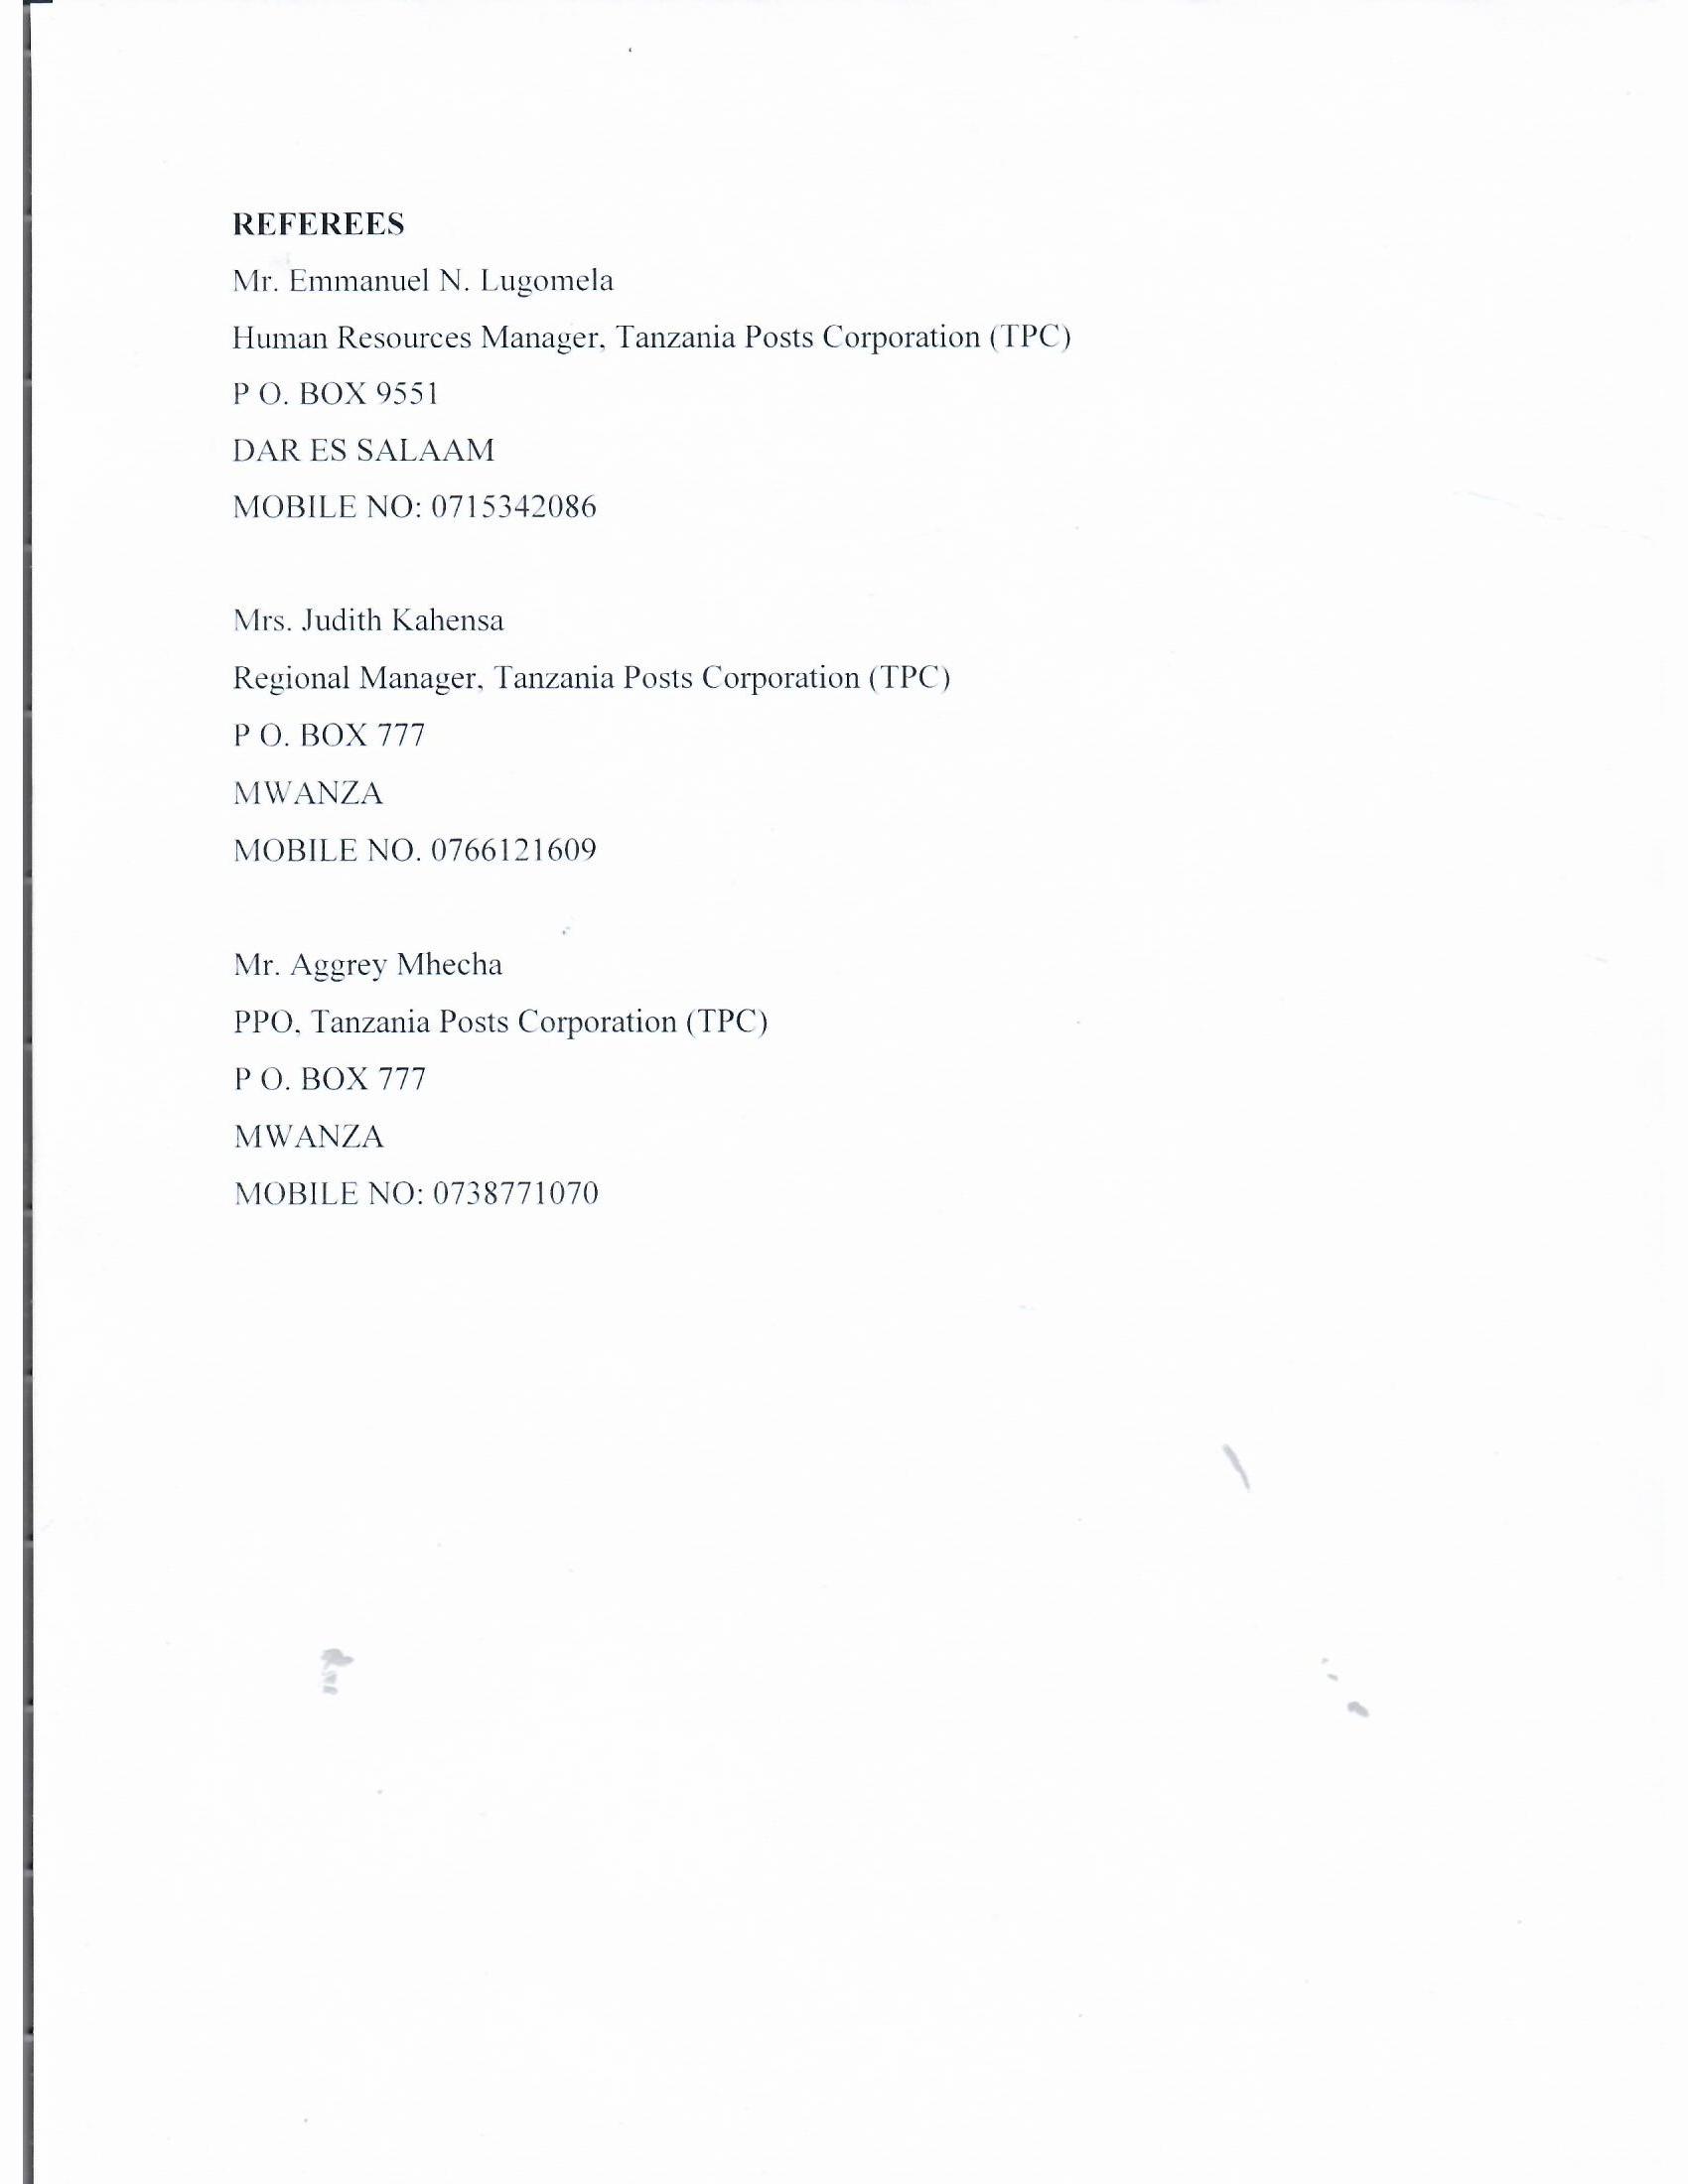 REFEREES
Mr. Emmanuel N. Lugomela
Human Resources Manager, Tanzania Posts Corporation (TPC)
P O. BOX 9551
DAR ES SALAAM
MOBILE NO: 0715342086
Mrs. Judith Kahensa
Regional Manager, Tanzania Posts Corporation (TPC)
P O. BOX 777
MWANZA
MOBILE NO. 0766121609
Mr. Aggrey Mhecha
PPO, Tanzania Posts Corporation (TPC)
P O. BOX 777
MWANZA
MOBILE NO: 0738771070